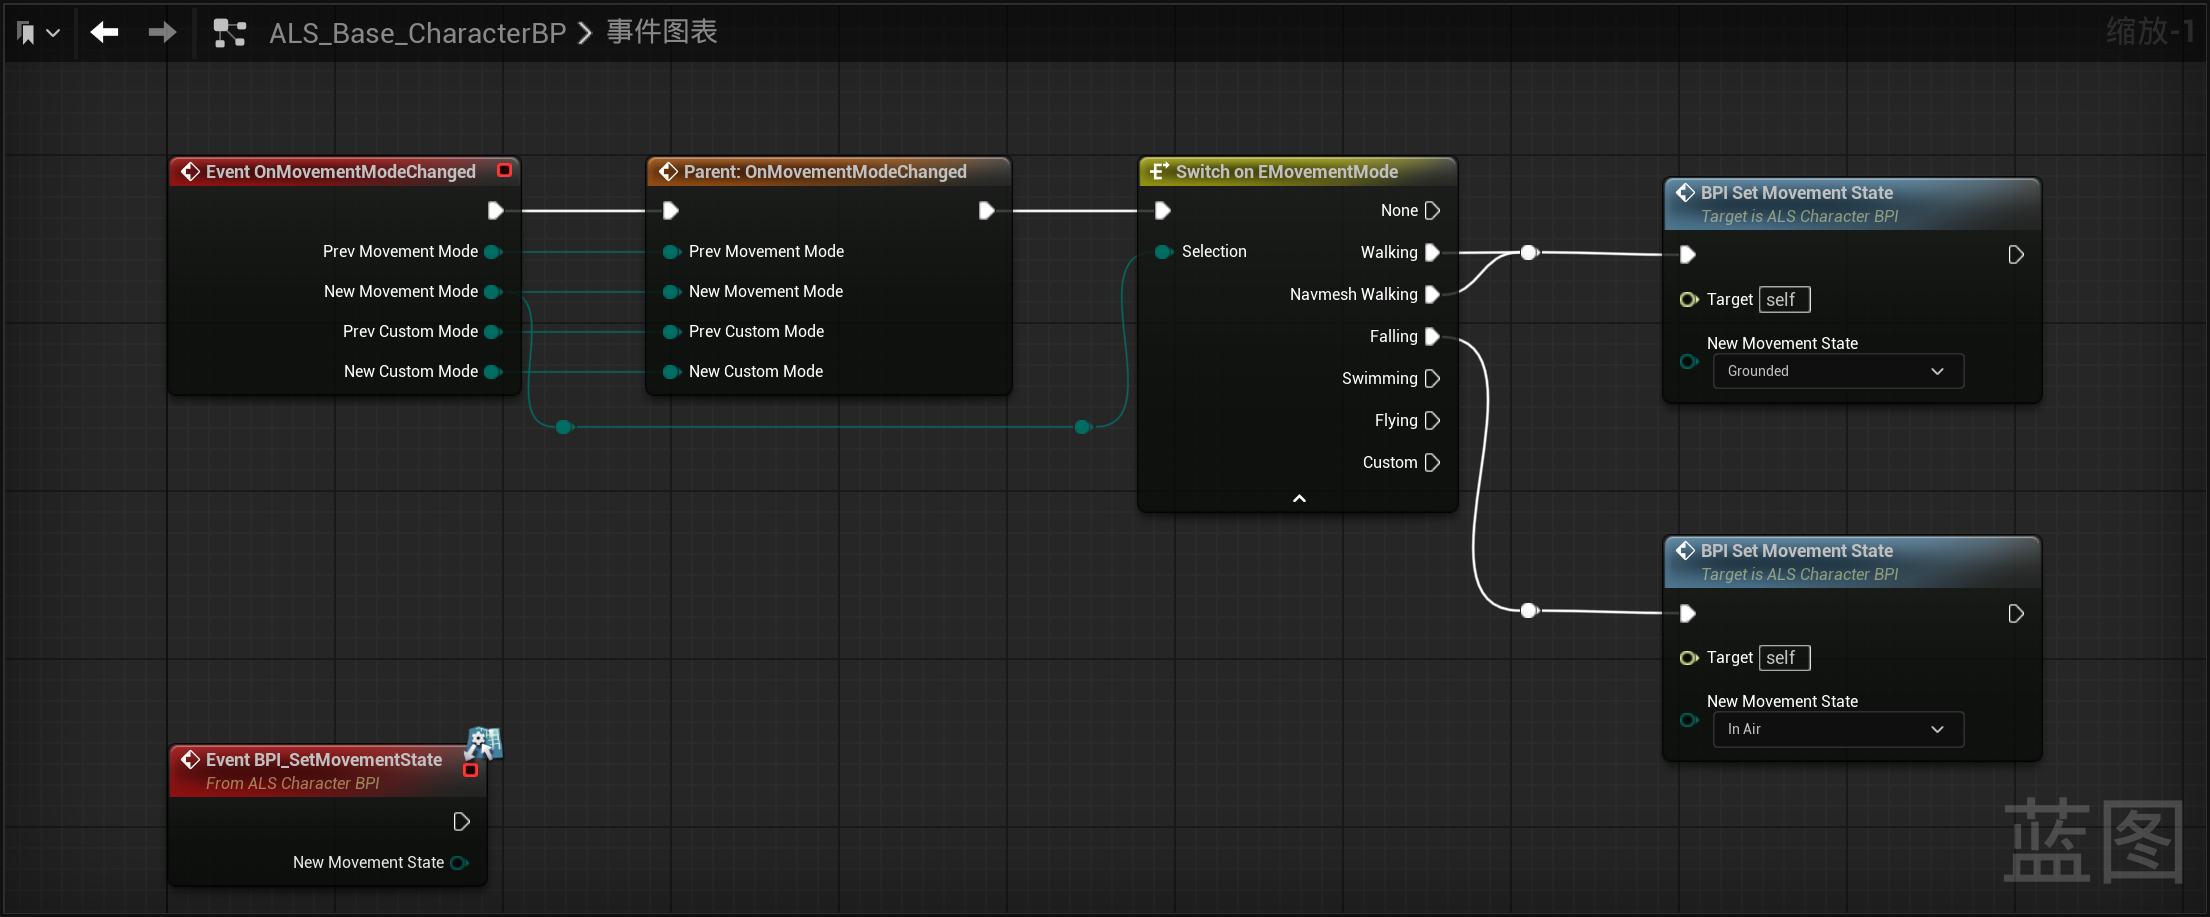 ALS_Base_CharacterBP > 事件图表
缩放-1
Event OnMovementModeChanged
Prev Movement Mode
New Movement Mode
Prev Custom Mode
New Custom Mode
Parent: OnMovementModeChanged
Prev Movement Mode
New Movement Mode
Prev Custom Mode
New Custom Mode
Switch on EMovementMode
Selection
None
Walking
Navmesh Walking
Falling
Swimming
Flying
Custom
BPI Set Movement State
Target is ALS Character BPI
Target self
New Movement State
Grounded
BPI Set Movement State
Target is ALS Character BPI
Target self
New Movement State
In Air
Event BPI_SetMovementState
From ALS Character BPI
New Movement State
蓝图